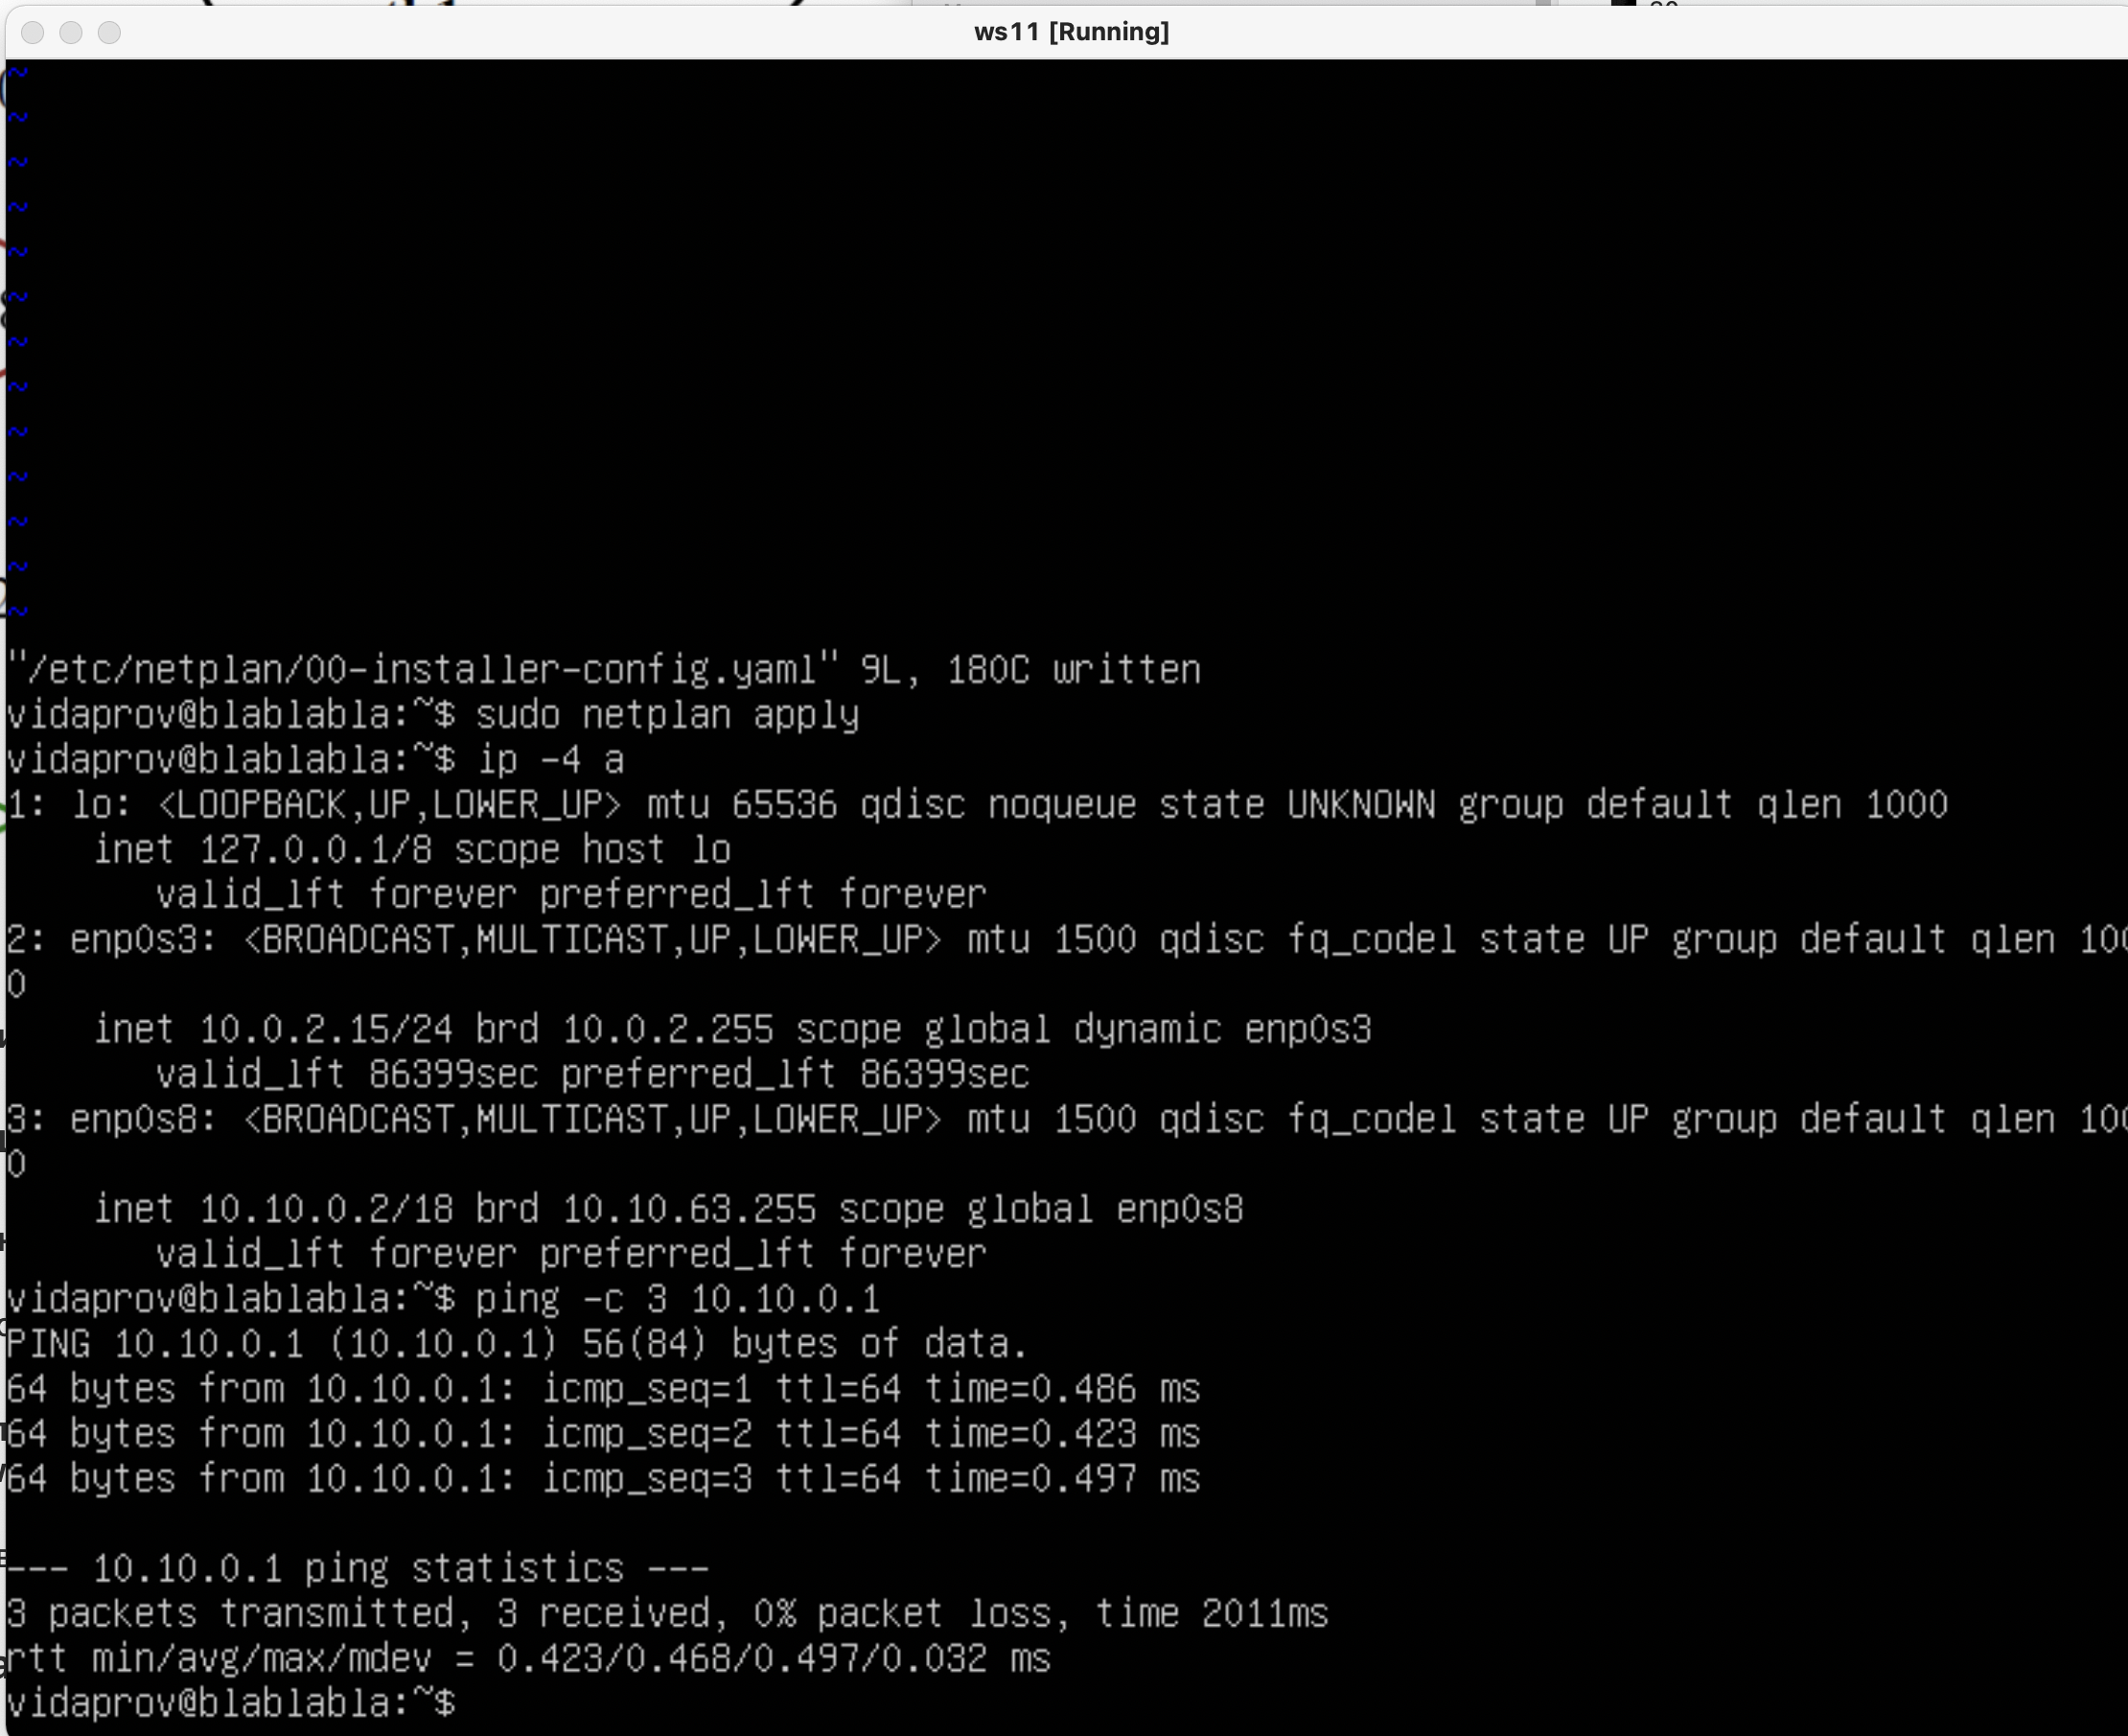 ws11 [Running]
~
~
~
~
~
~
~
~
~
~
~
~
~
"/etc/netplan/00-installer-config.yaml" 9L, 180C written
vidaprov@blablabla:~$ sudo netplan apply
vidaprov@blablabla:~$ ip -4 a
1: lo: <LOOPBACK,UP,LOWER_UP> mtu 65536 qdisc noqueue state UNKNOWN group default qlen 1000
    inet 127.0.0.1/8 scope host lo
       valid_lft forever preferred_lft forever
2: enp0s3: <BROADCAST,MULTICAST,UP,LOWER_UP> mtu 1500 qdisc fq_codel state UP group default qlen 100
0
    inet 10.0.2.15/24 brd 10.0.2.255 scope global dynamic enp0s3
       valid_lft 86399sec preferred_lft 86399sec
3: enp0s8: <BROADCAST,MULTICAST,UP,LOWER_UP> mtu 1500 qdisc fq_codel state UP group default qlen 100
0
    inet 10.10.0.2/18 brd 10.10.63.255 scope global enp0s8
       valid_lft forever preferred_lft forever
vidaprov@blablabla:~$ ping -c 3 10.10.0.1
PING 10.10.0.1 (10.10.0.1) 56(84) bytes of data.
64 bytes from 10.10.0.1: icmp_seq=1 ttl=64 time=0.486 ms
64 bytes from 10.10.0.1: icmp_seq=2 ttl=64 time=0.423 ms
64 bytes from 10.10.0.1: icmp_seq=3 ttl=64 time=0.497 ms

--- 10.10.0.1 ping statistics ---
3 packets transmitted, 3 received, 0% packet loss, time 2011ms
rtt min/avg/max/mdev = 0.423/0.468/0.497/0.032 ms
vidaprov@blablabla:~$